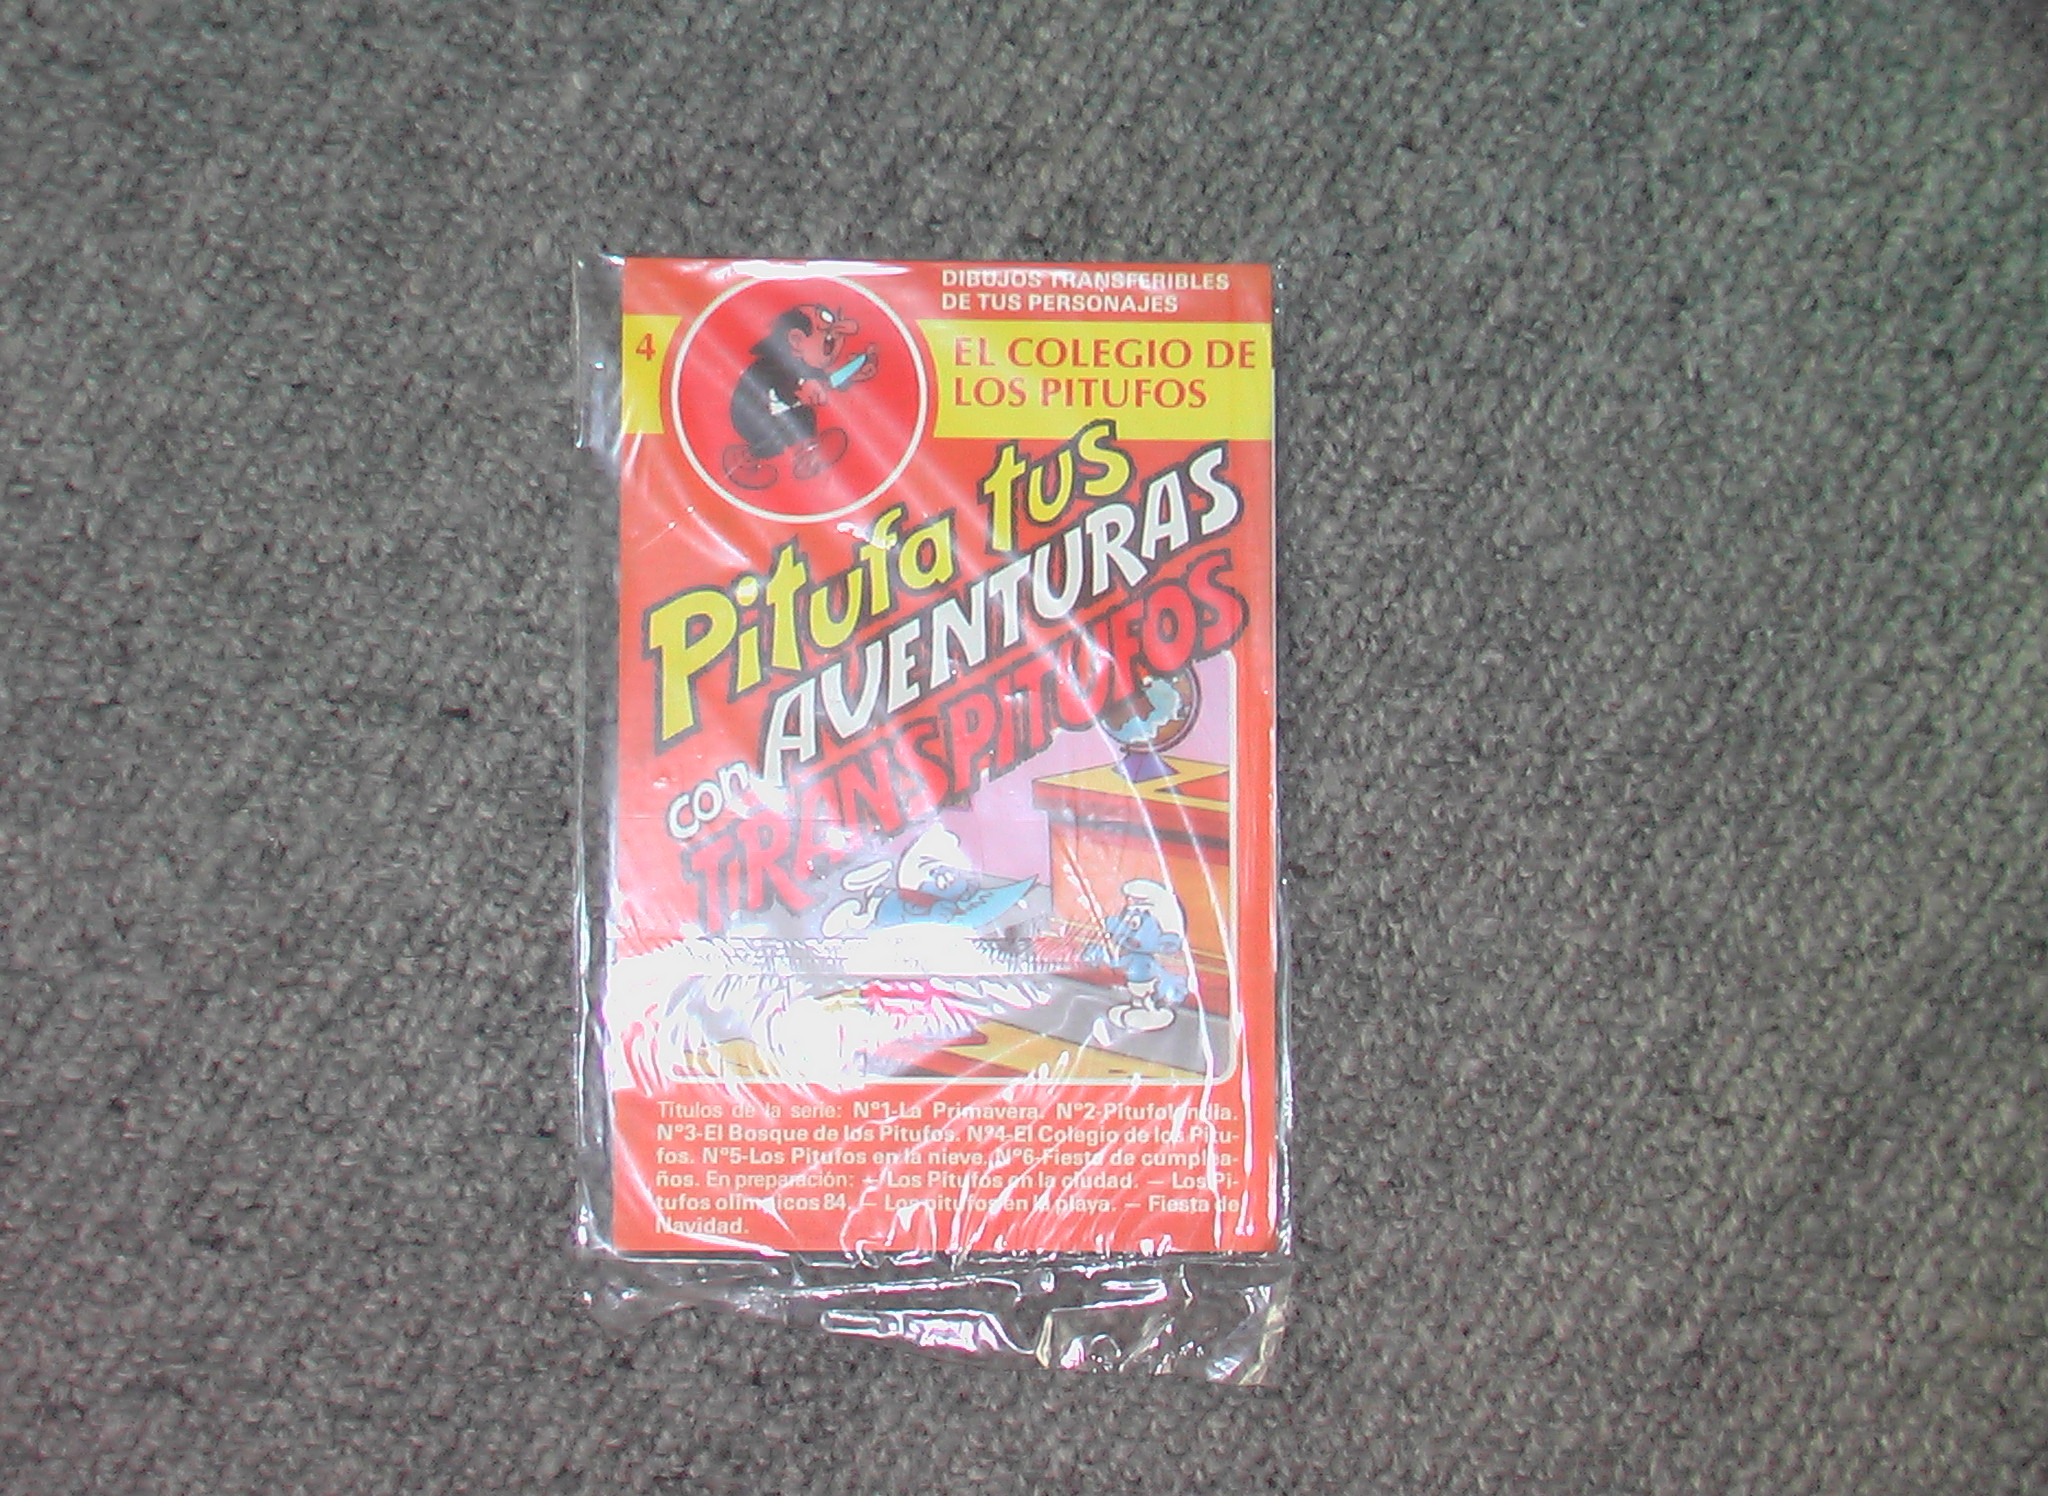 DIBUJOS TRANSFERIBLES
DE TUS PERSONAJES
4
EL COLEGIO DE
LOS PITUFOS
Pitufa tus
AVENTURAS
con
TRANSPITUFOS
Títulos de la serie: Nº1-La Primavera. Nº2-Pitufolandia.
Nº3-El Bosque de los Pitufos. Nº4-El Colegio de los Pitu-
fos. Nº5-Los Pitufos en la nieve. Nº6-Fiesta de cumplea-
ños. En preparación: — Los Pitufos en la ciudad. — Los Pi-
tufos olímpicos 84. — Los pitufos en la playa. — Fiesta de
Navidad.